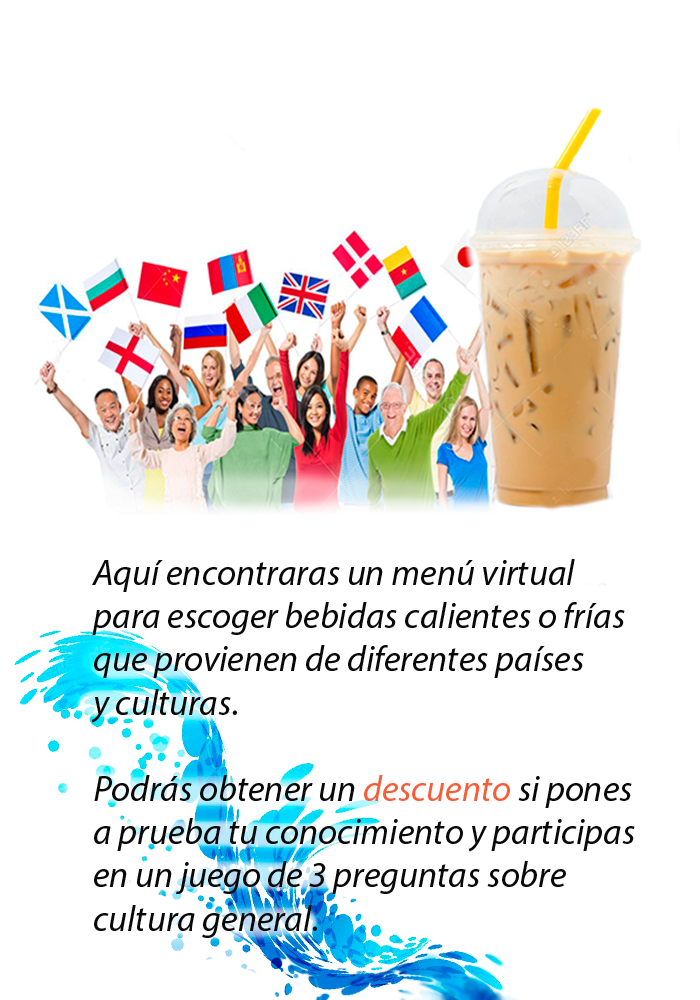 Aquí encontraras un menú virtual
para escoger bebidas calientes o frías
que provienen de diferentes países
y culturas.
Podrás obtener un descuento si pones
a prueba tu conocimiento y participas
en un juego de 3 preguntas sobre
cultura general.